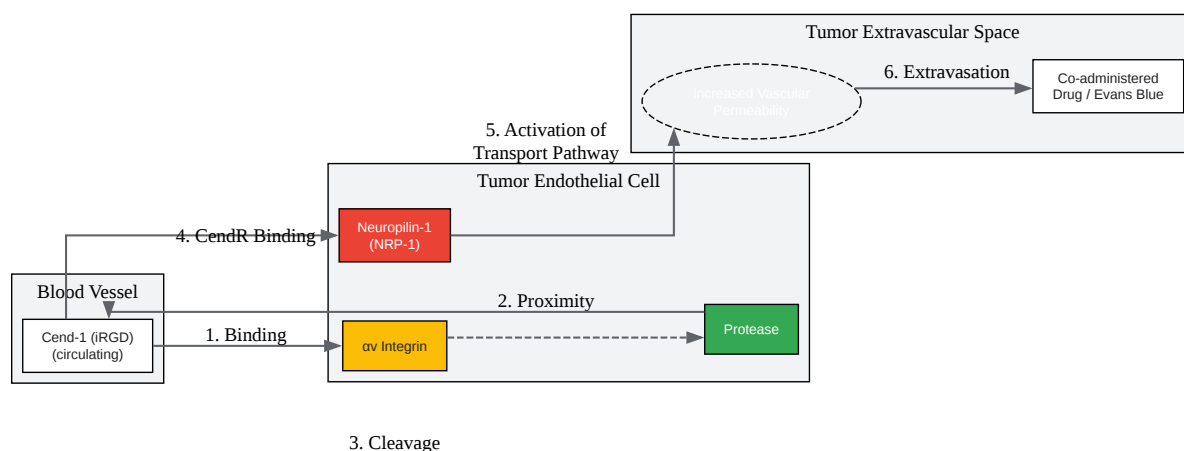 Tumor Extravascular Space
6. Extravasation
Co-administered
Drug / Evans Blue
Increased Vascular
Permeability
5. Activation of
Transport Pathway
Tumor Endothelial Cell
Neuropilin-1
(NRP-1)
4. CendR Binding
Blood Vessel
2. Proximity
Cend-1 (iRGD)
(circulating)
1. Binding
αv Integrin
Protease
3. Cleavage